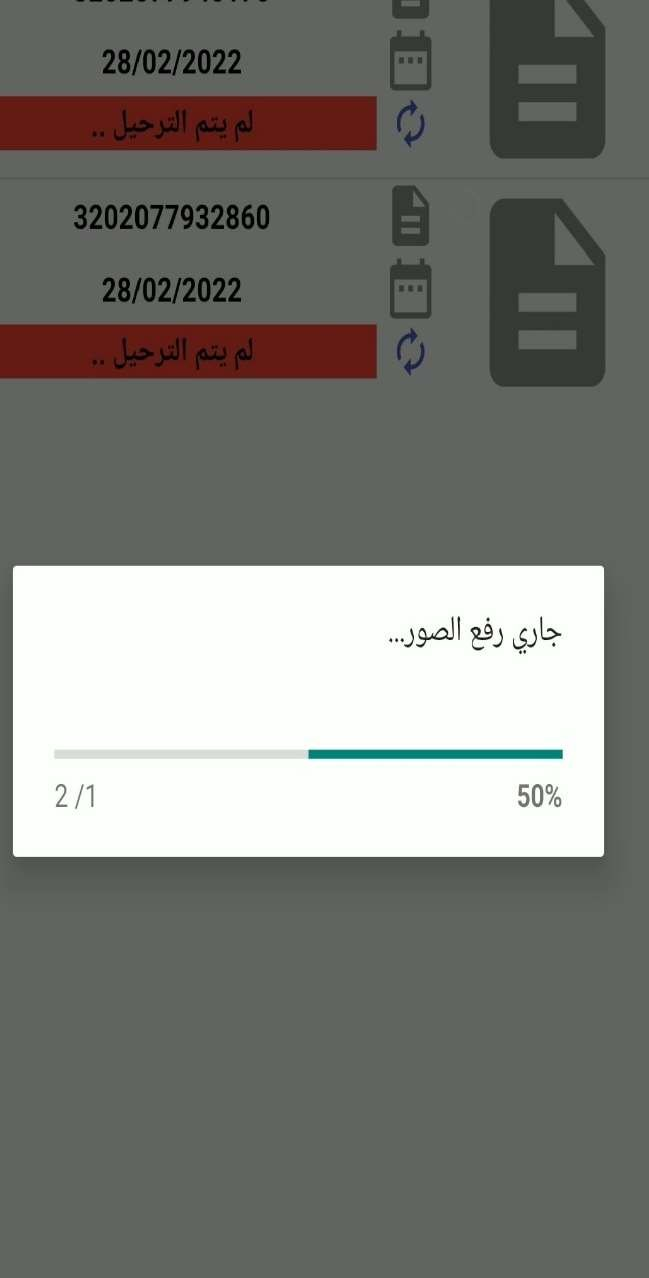 28/02/2022
لم يتم الترحيل ..
3202077932860
28/02/2022
لم يتم الترحيل ..
جاري رفع الصور...
50%
2 /1